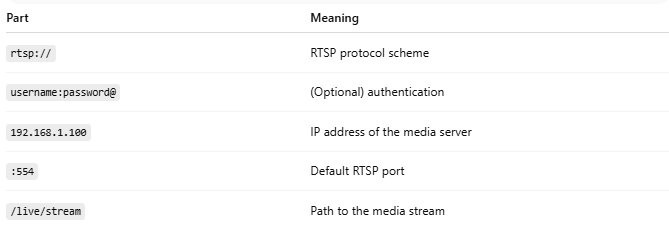 Part Meaning
rtsp:// RTSP protocol scheme
username:password@ (Optional) authentication
192.168.1.100 IP address of the media server
:554 Default RTSP port
/live/stream Path to the media stream